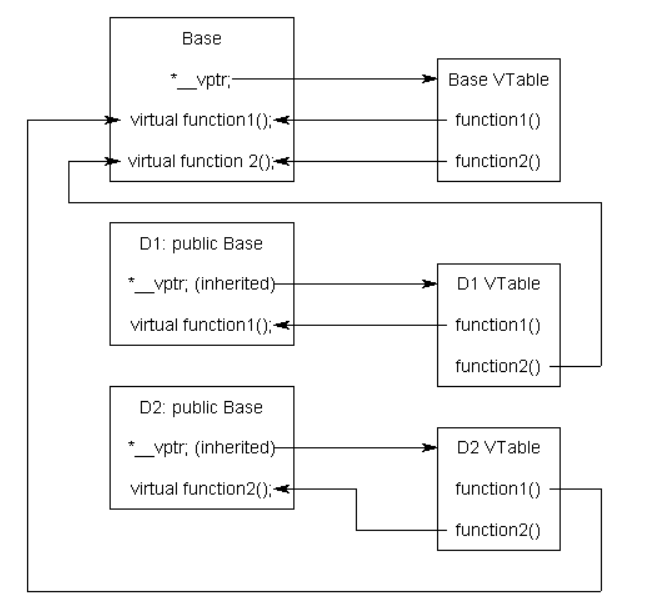 Base
*__vptr;
virtual function1();
virtual function 2();
Base VTable
function1()
function2()
D1: public Base
*__vptr; (inherited)
virtual function1();
D1 VTable
function1()
function2()
D2: public Base
*__vptr; (inherited)
virtual function2();
D2 VTable
function1()
function2()